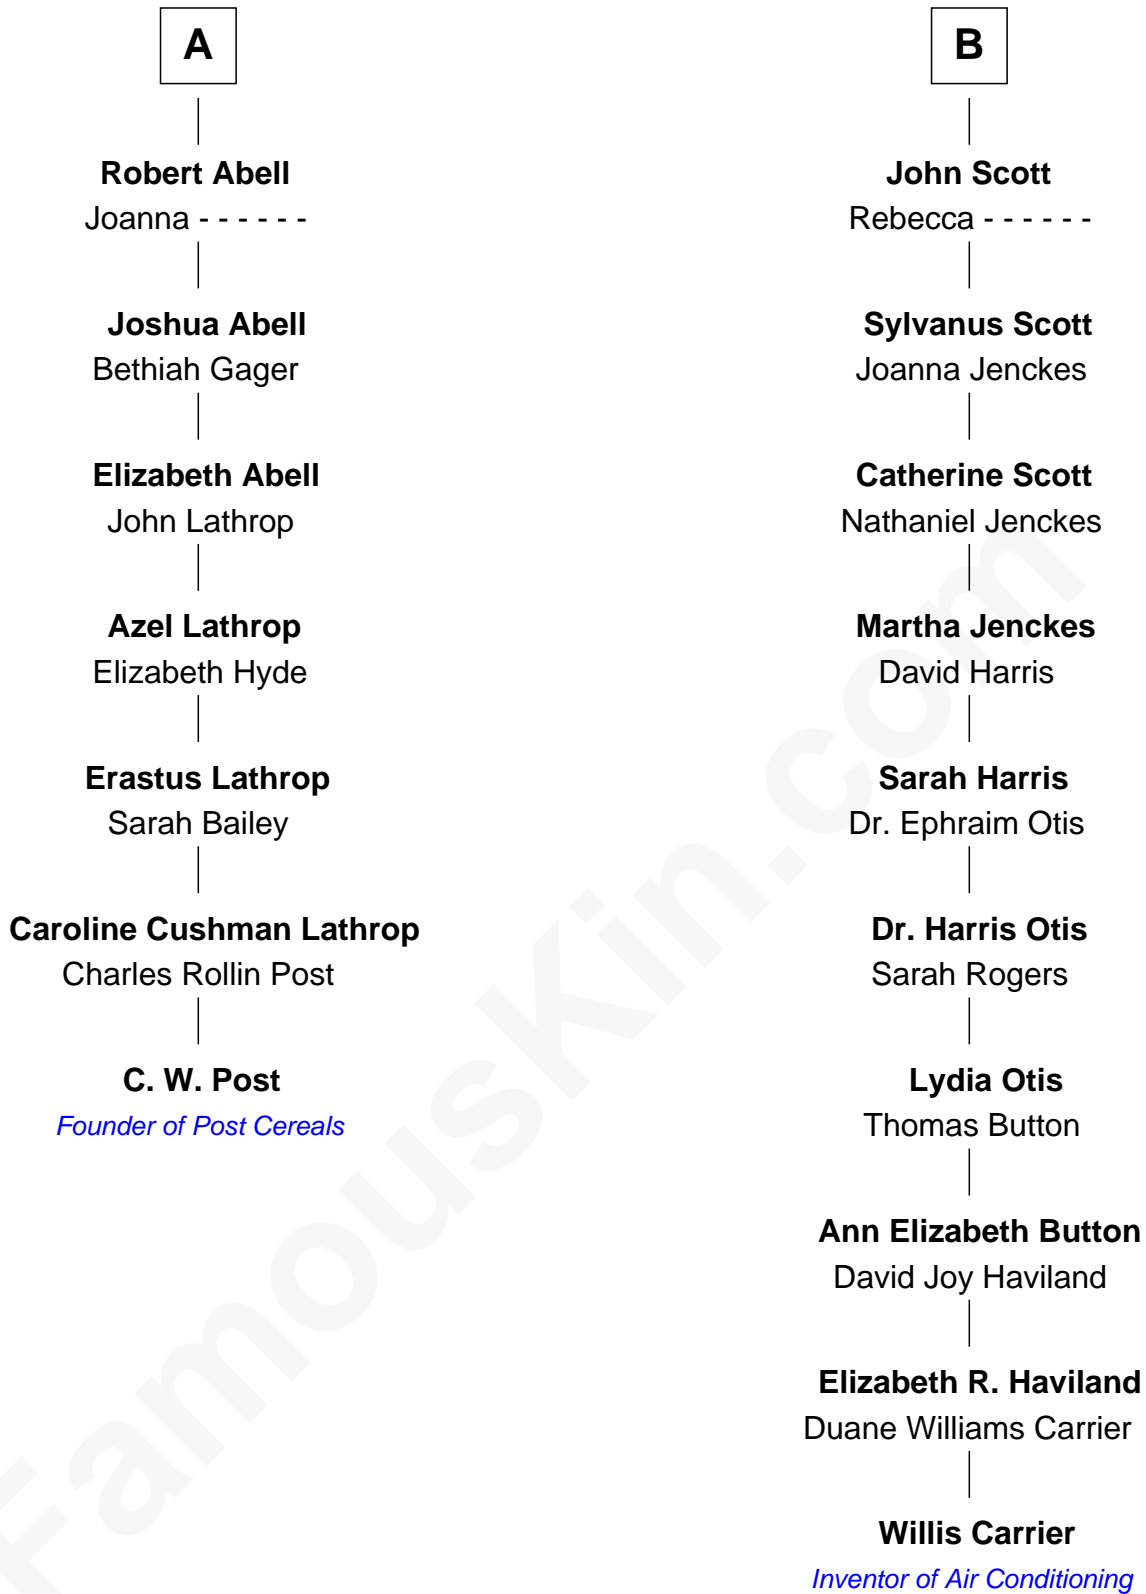 A
Robert Abell
Joanna - - - - - -
Joshua Abell
Bethiah Gager
Elizabeth Abell
John Lathrop
Azel Lathrop
Elizabeth Hyde
Erastus Lathrop
Sarah Bailey
Caroline Cushman Lathrop
Charles Rollin Post
C. W. Post
Founder of Post Cereals
B
John Scott
Rebecca - - - - - -
Sylvanus Scott
Joanna Jenckes
Catherine Scott
Nathaniel Jenckes
Martha Jenckes
David Harris
Sarah Harris
Dr. Ephraim Otis
Dr. Harris Otis
Sarah Rogers
Lydia Otis
Thomas Button
Ann Elizabeth Button
David Joy Haviland
Elizabeth R. Haviland
Duane Williams Carrier
Willis Carrier
Inventor of Air Conditioning
FamousKin.com